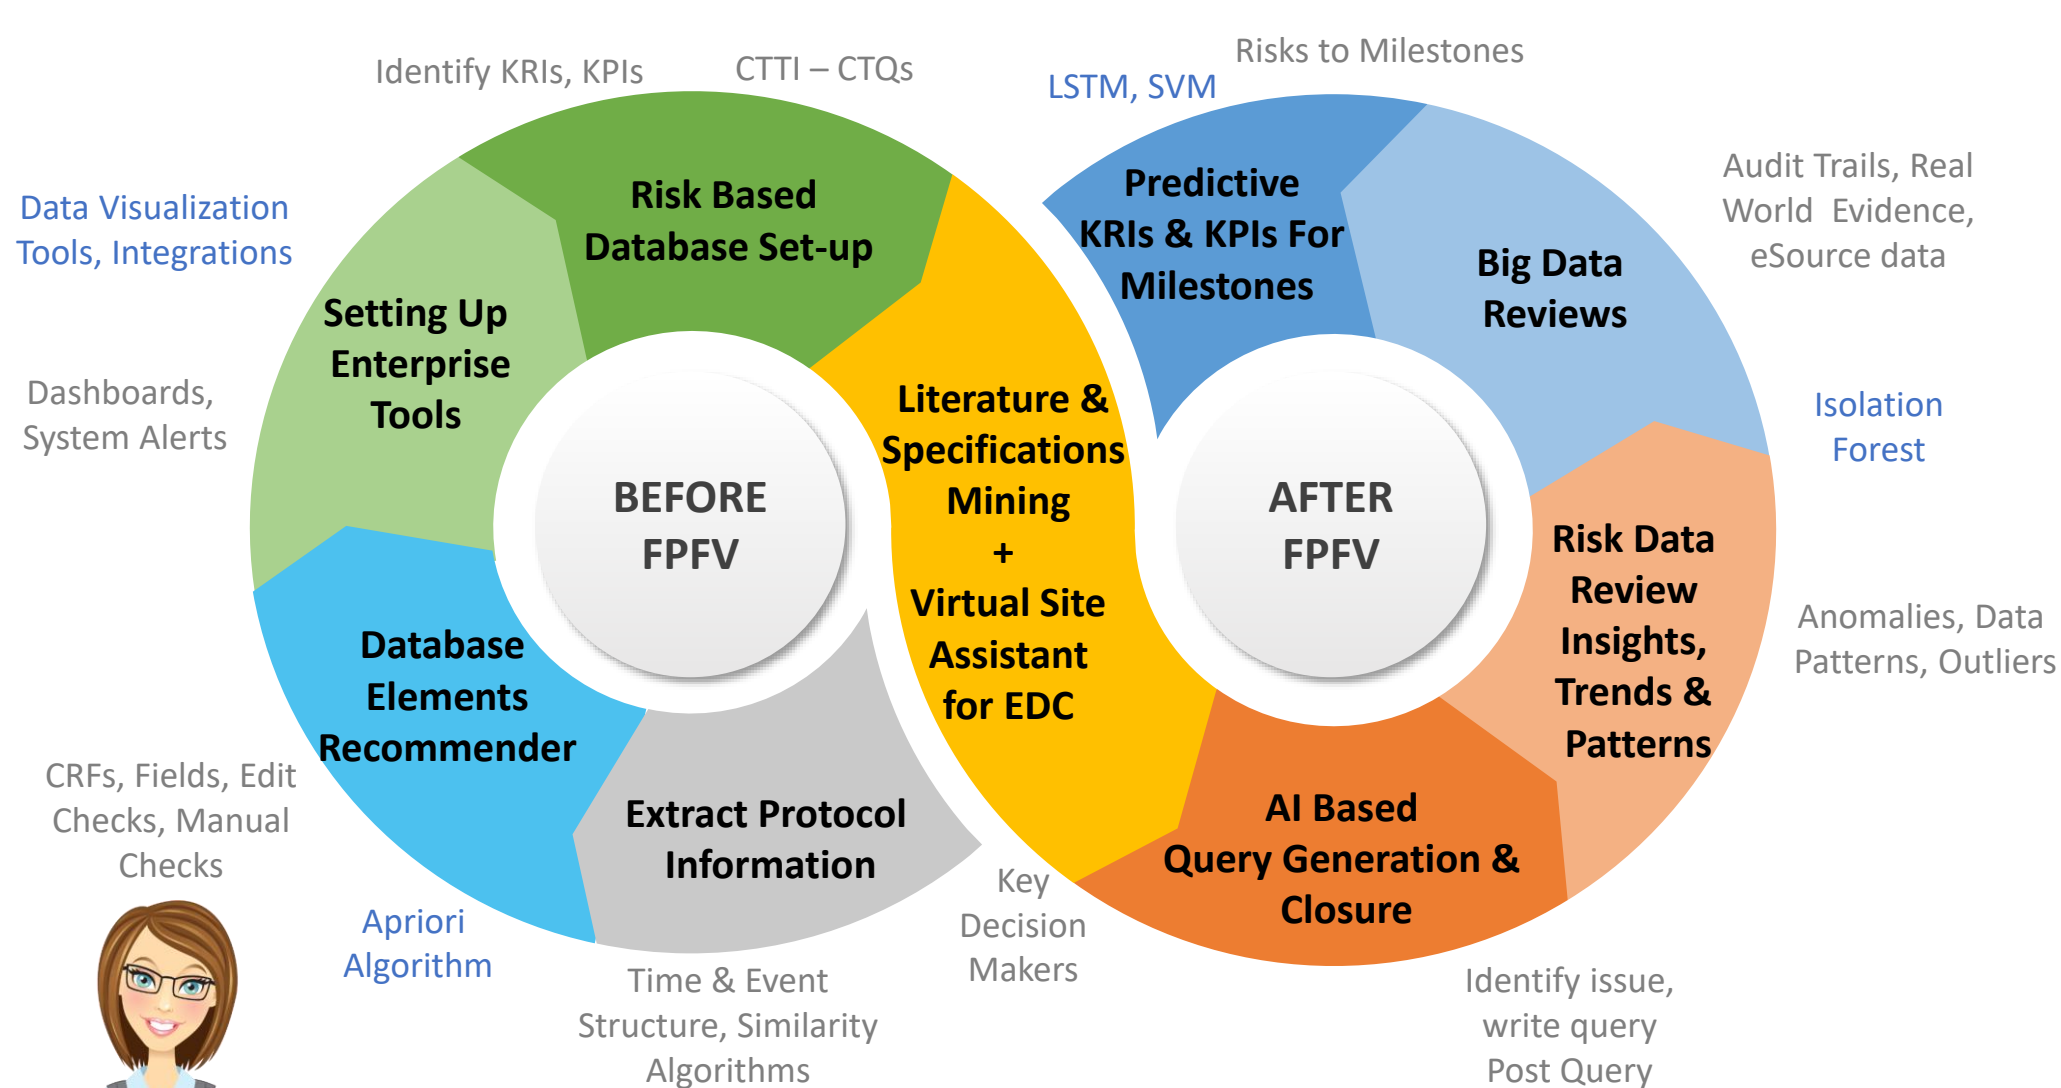 Identify KRIs, KPIs
CTTI – CTQs
LSTM, SVM
Risks to Milestones
Data Visualization
Tools, Integrations
Risk Based
Database Set-up
Predictive
KRIs & KPIs For
Milestones
Big Data
Reviews
Audit Trails, Real
World Evidence,
eSource data
Setting Up
Enterprise
Tools
Dashboards,
System Alerts
Literature &
Specifications
Mining
+
Virtual Site
Assistant
for EDC
BEFORE
FPFV
AFTER
FPFV
Isolation
Forest
Risk Data
Review
Insights,
Trends &
Patterns
Anomalies, Data
Patterns, Outliers
Database
Elements
Recommender
CRFs, Fields, Edit
Checks, Manual
Checks
Extract Protocol
Information
AI Based
Query Generation &
Closure
Apriori
Algorithm
Key
Decision
Makers
Time & Event
Structure, Similarity
Algorithms
Identify issue,
write query
Post Query